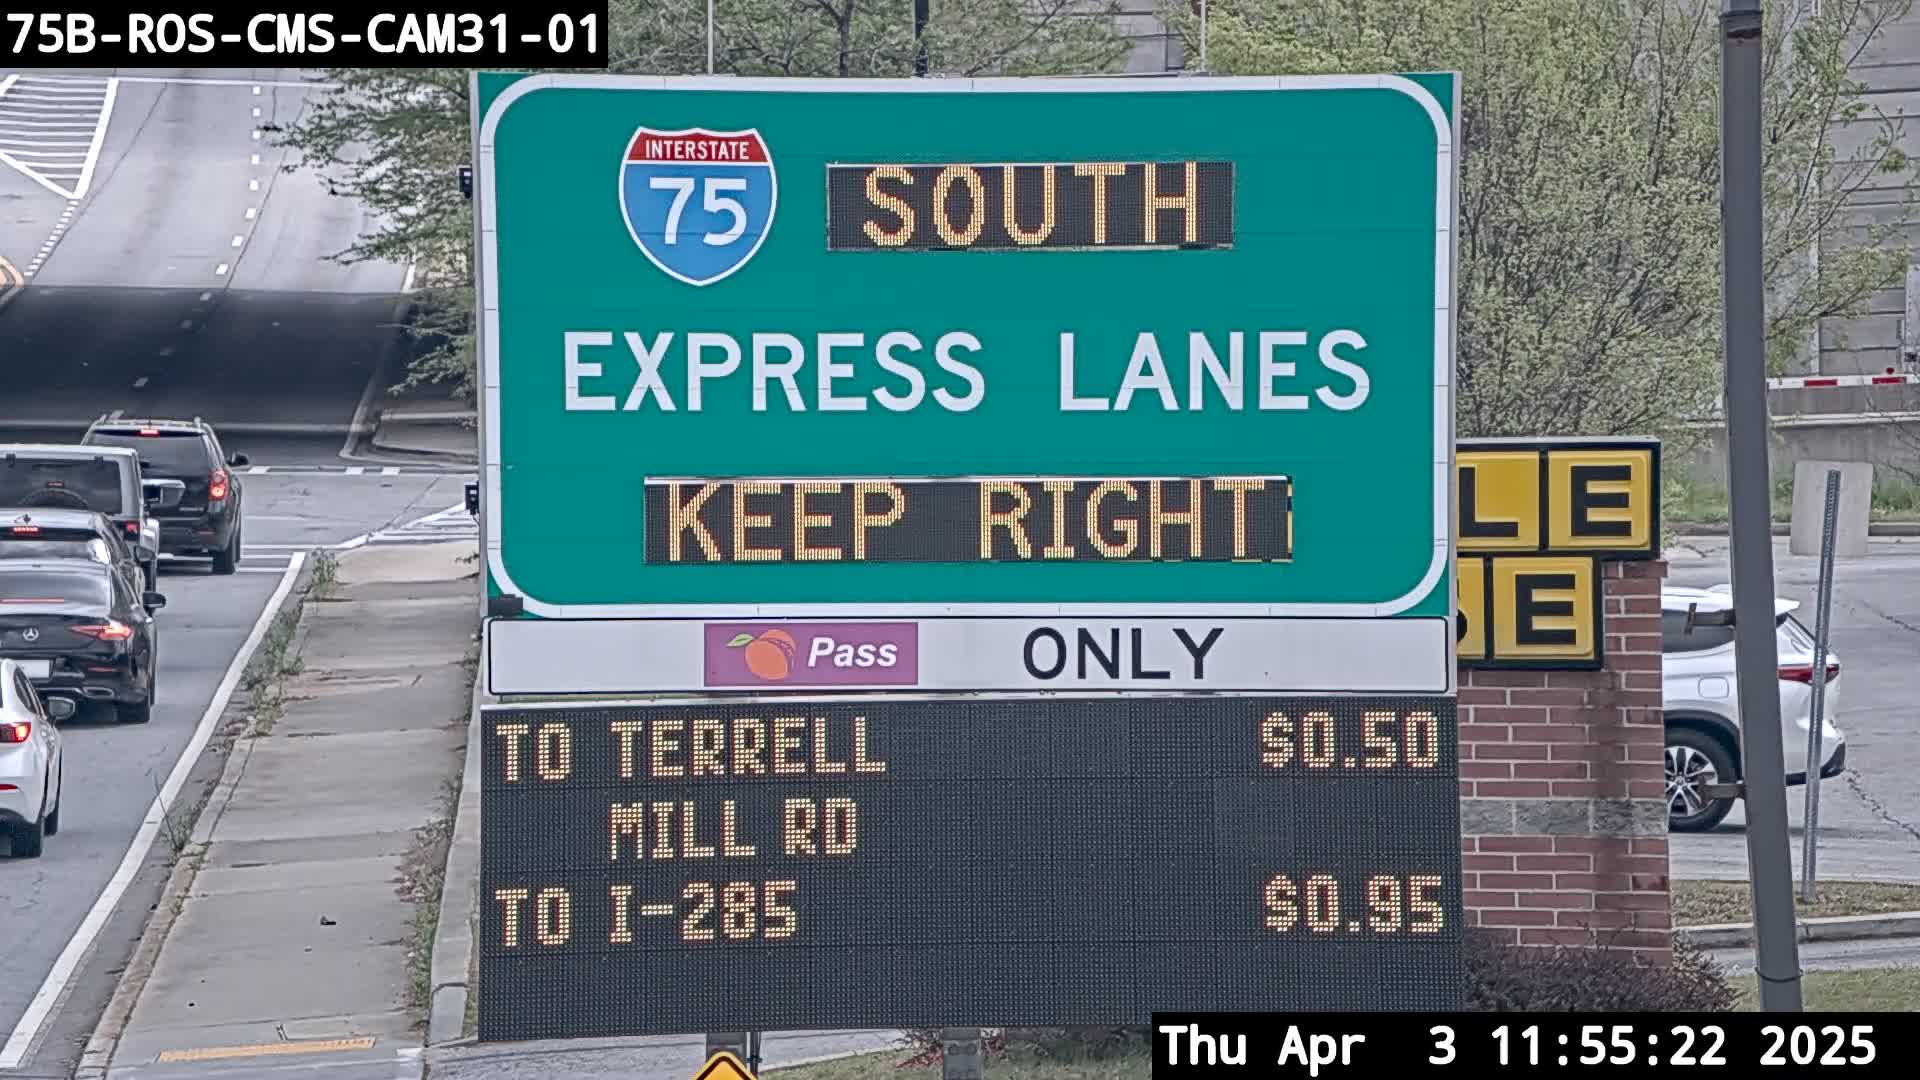 75B-ROS-CMS-CAM31-01
INTERSTATE
75
SOUTH
EXPRESS LANES
KEEP RIGHT
Pass ONLY
TO TERRELL $0.50
MILL RD
TO I-285 $0.95
LE
E
Thu Apr 3 11:55:22 2025